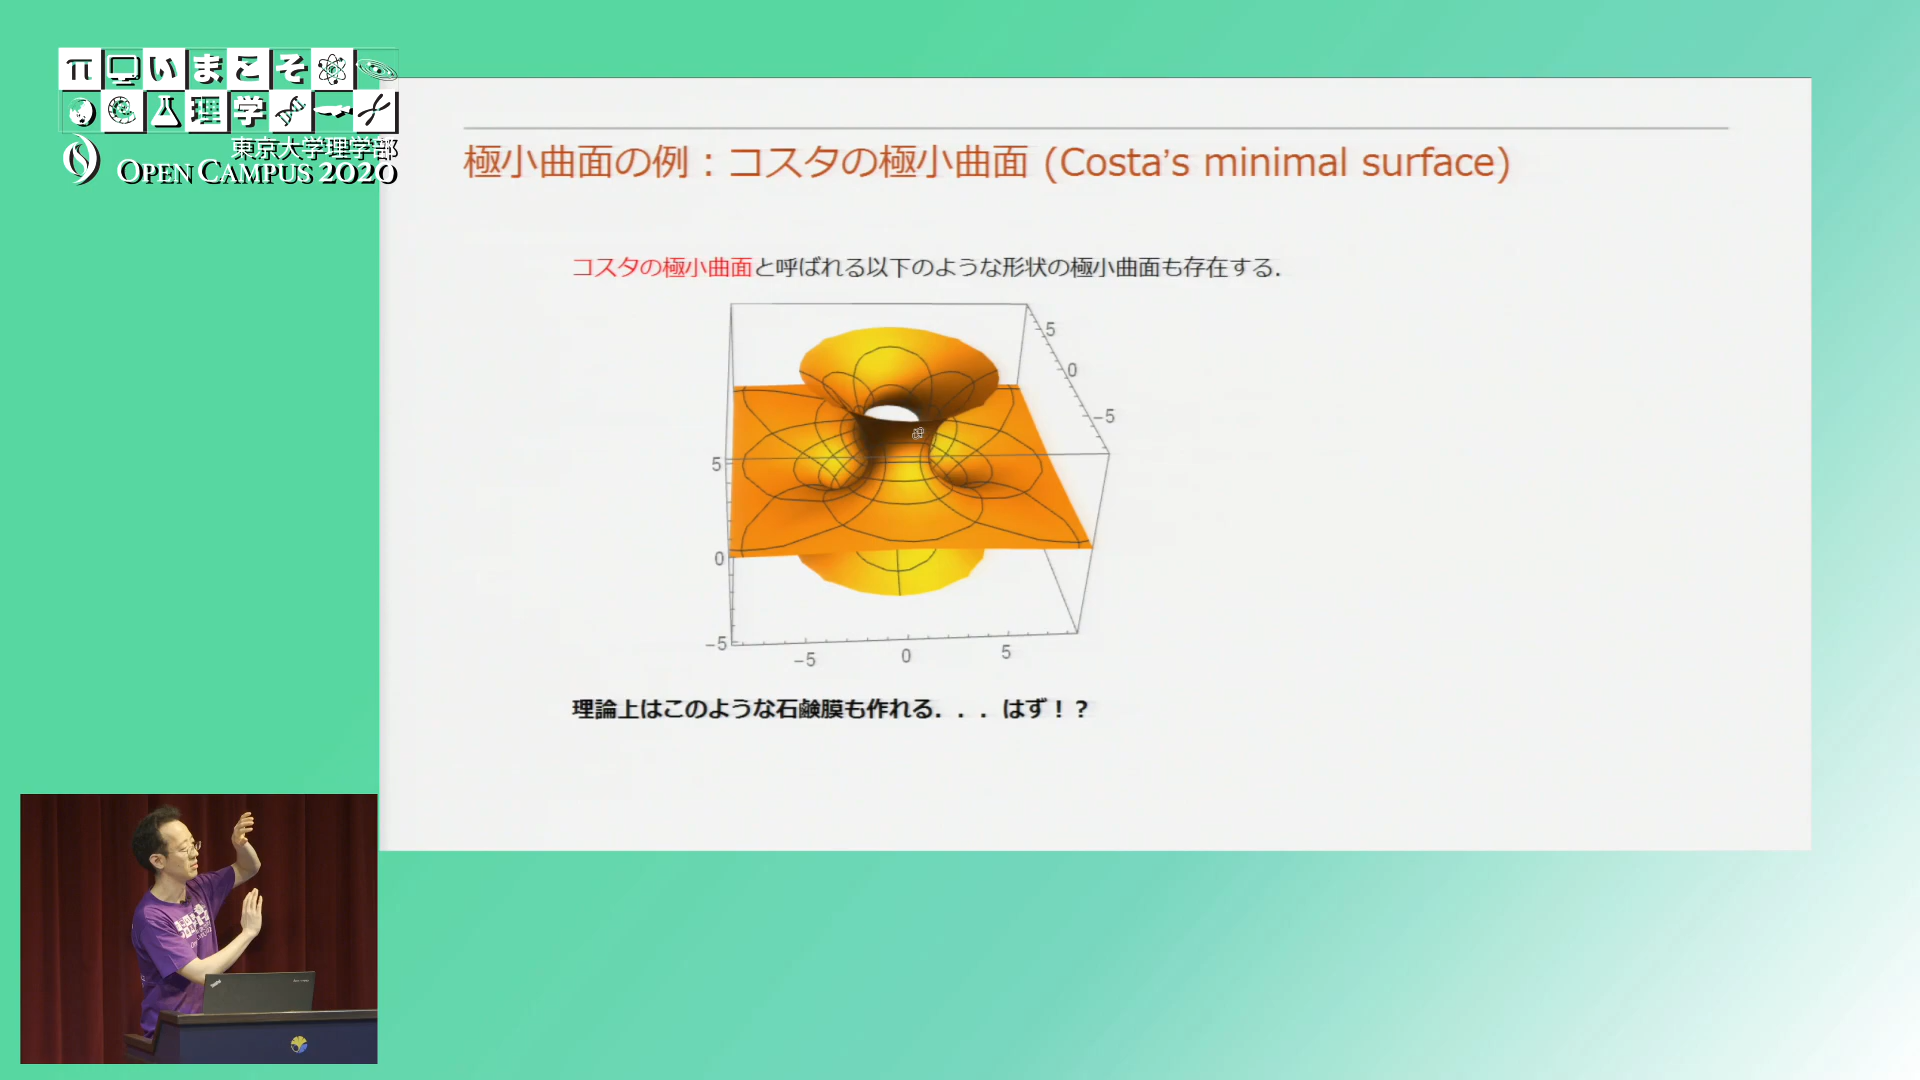 πいまこそ
理学
東京大学理学部
OPEN CAMPUS 2020
極小曲面の例：コスタの極小曲面 (Costa's minimal surface)
コスタの極小曲面と呼ばれる以下のような形状の極小曲面も存在する．
5
0
−5
5
0
−5
−5
0
5
理論上はこのような石鹸膜も作れる．．．はず！？